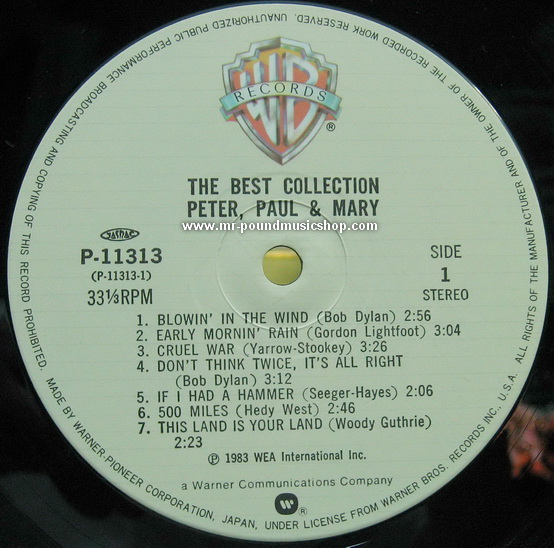 ALL RIGHTS OF THE MANUFACTURER AND OF THE OWNER OF THE RECORDED WORK RESERVED. UNAUTHORIZED PUBLIC PERFORMANCE BROADCASTING AND COPYING OF THIS RECORD PROHIBITED.
WB
RECORDS
®
THE BEST COLLECTION
PETER, PAUL & MARY
www.mr-poundmusicshop.com
P-11313
(P-11313-1)
33⅓RPM
SIDE
1
STEREO
1. BLOWIN' IN THE WIND (Bob Dylan) 2:56
2. EARLY MORNIN' RAIN (Gordon Lightfoot) 3:04
3. CRUEL WAR (Yarrow-Stookey) 3:26
4. DON'T THINK TWICE, IT'S ALL RIGHT
(Bob Dylan) 3:12
5. IF I HAD A HAMMER (Seeger-Hayes) 2:06
6. 500 MILES (Hedy West) 2:46
7. THIS LAND IS YOUR LAND (Woody Guthrie)
2:23
℗ 1983 WEA International Inc.
a Warner Communications Company
®
MADE BY WARNER-PIONEER CORPORATION, JAPAN, UNDER LICENSE FROM WARNER BROS. RECORDS INC., U.S.A.